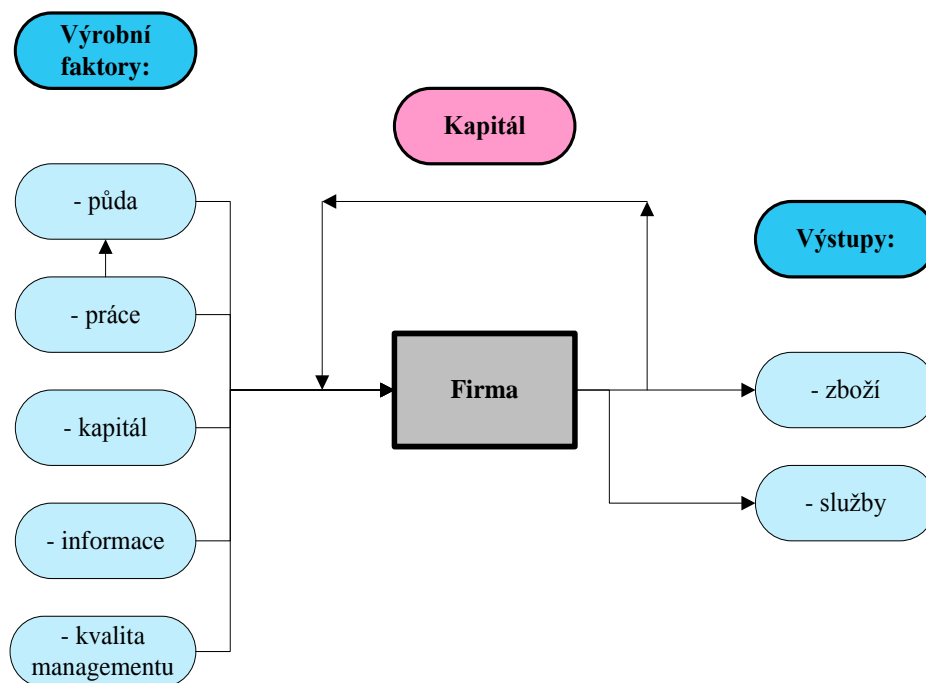 Výrobní
faktory:
Kapitál
- půda
Výstupy:
- práce
Firma
- zboží
- kapitál
- služby
- informace
- kvalita
managementu